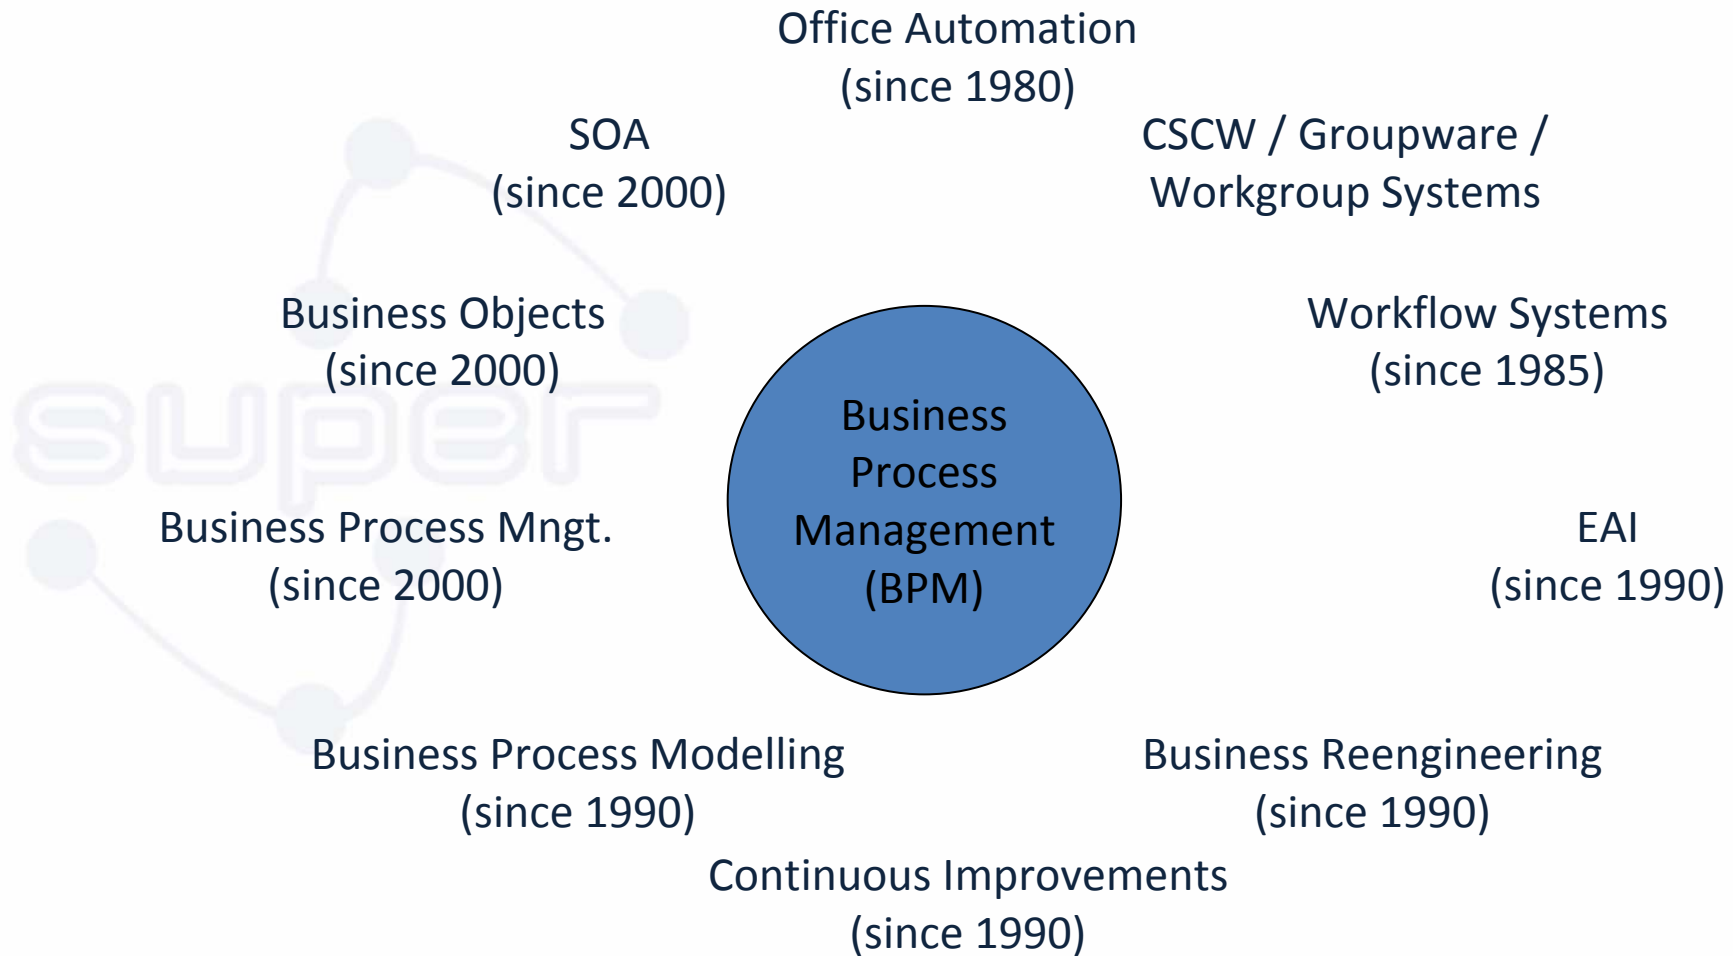 Office Automation
(since 1980)
SOA
(since 2000)
CSCW / Groupware /
Workgroup Systems
Business Objects
(since 2000)
Workflow Systems
(since 1985)
super
Business
Process
Management
(BPM)
Business Process Mngt.
(since 2000)
EAI
(since 1990)
Business Process Modelling
(since 1990)
Business Reengineering
(since 1990)
Continuous Improvements
(since 1990)